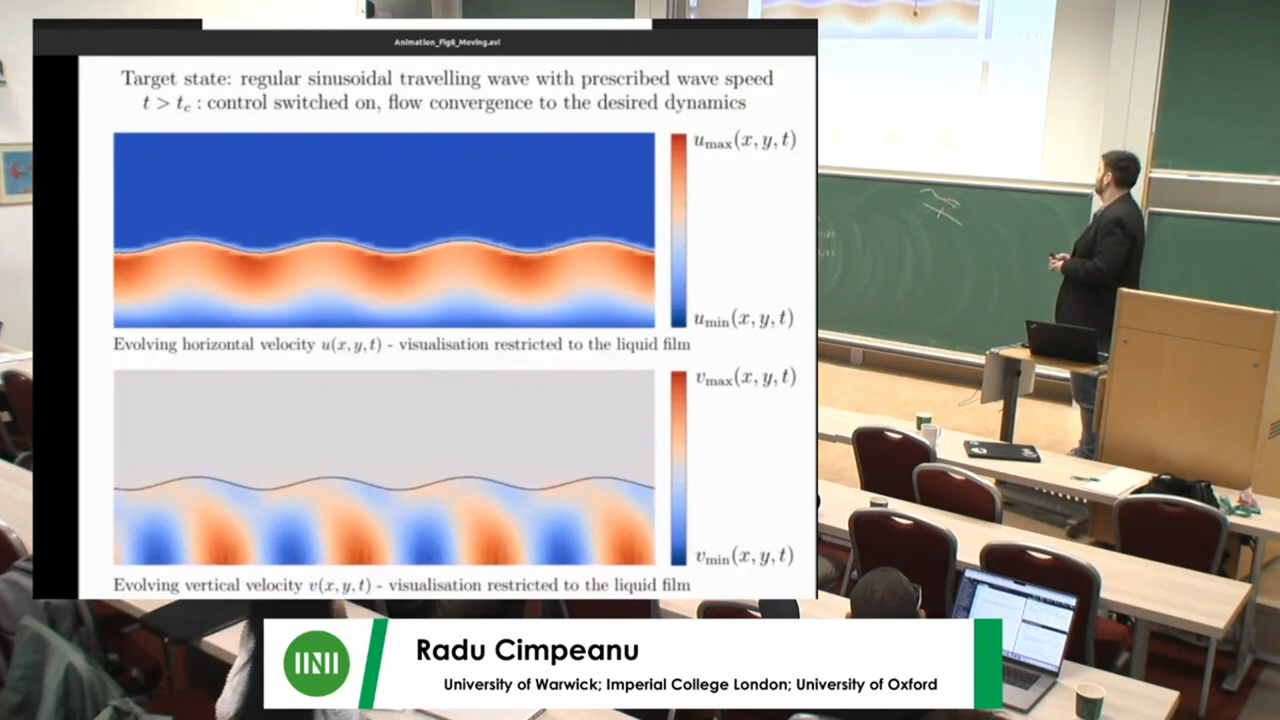 Animation_Fig8_Moving.avi
Target state: regular sinusoidal travelling wave with prescribed wave speed
t > t_c : control switched on, flow convergence to the desired dynamics
u_max(x, y, t)
u_min(x, y, t)
Evolving horizontal velocity u(x, y, t) - visualisation restricted to the liquid film
v_max(x, y, t)
v_min(x, y, t)
Evolving vertical velocity v(x, y, t) - visualisation restricted to the liquid film
Radu Cimpeanu
University of Warwick; Imperial College London; University of Oxford